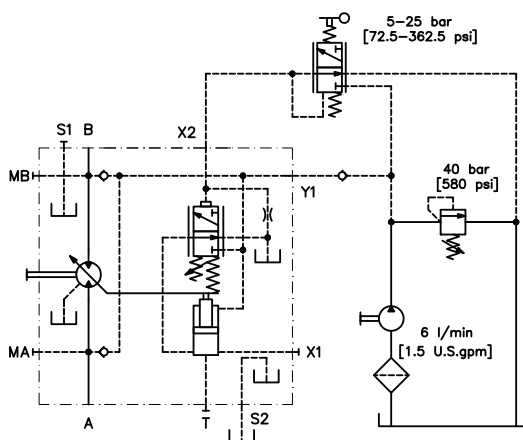 5-25 bar
[72.5-362.5 psi]
S1
B
X2
MB
Y1
40 bar
[580 psi]
6 l/min
[1.5 U.S.gpm]
MA
X1
A
T
S2